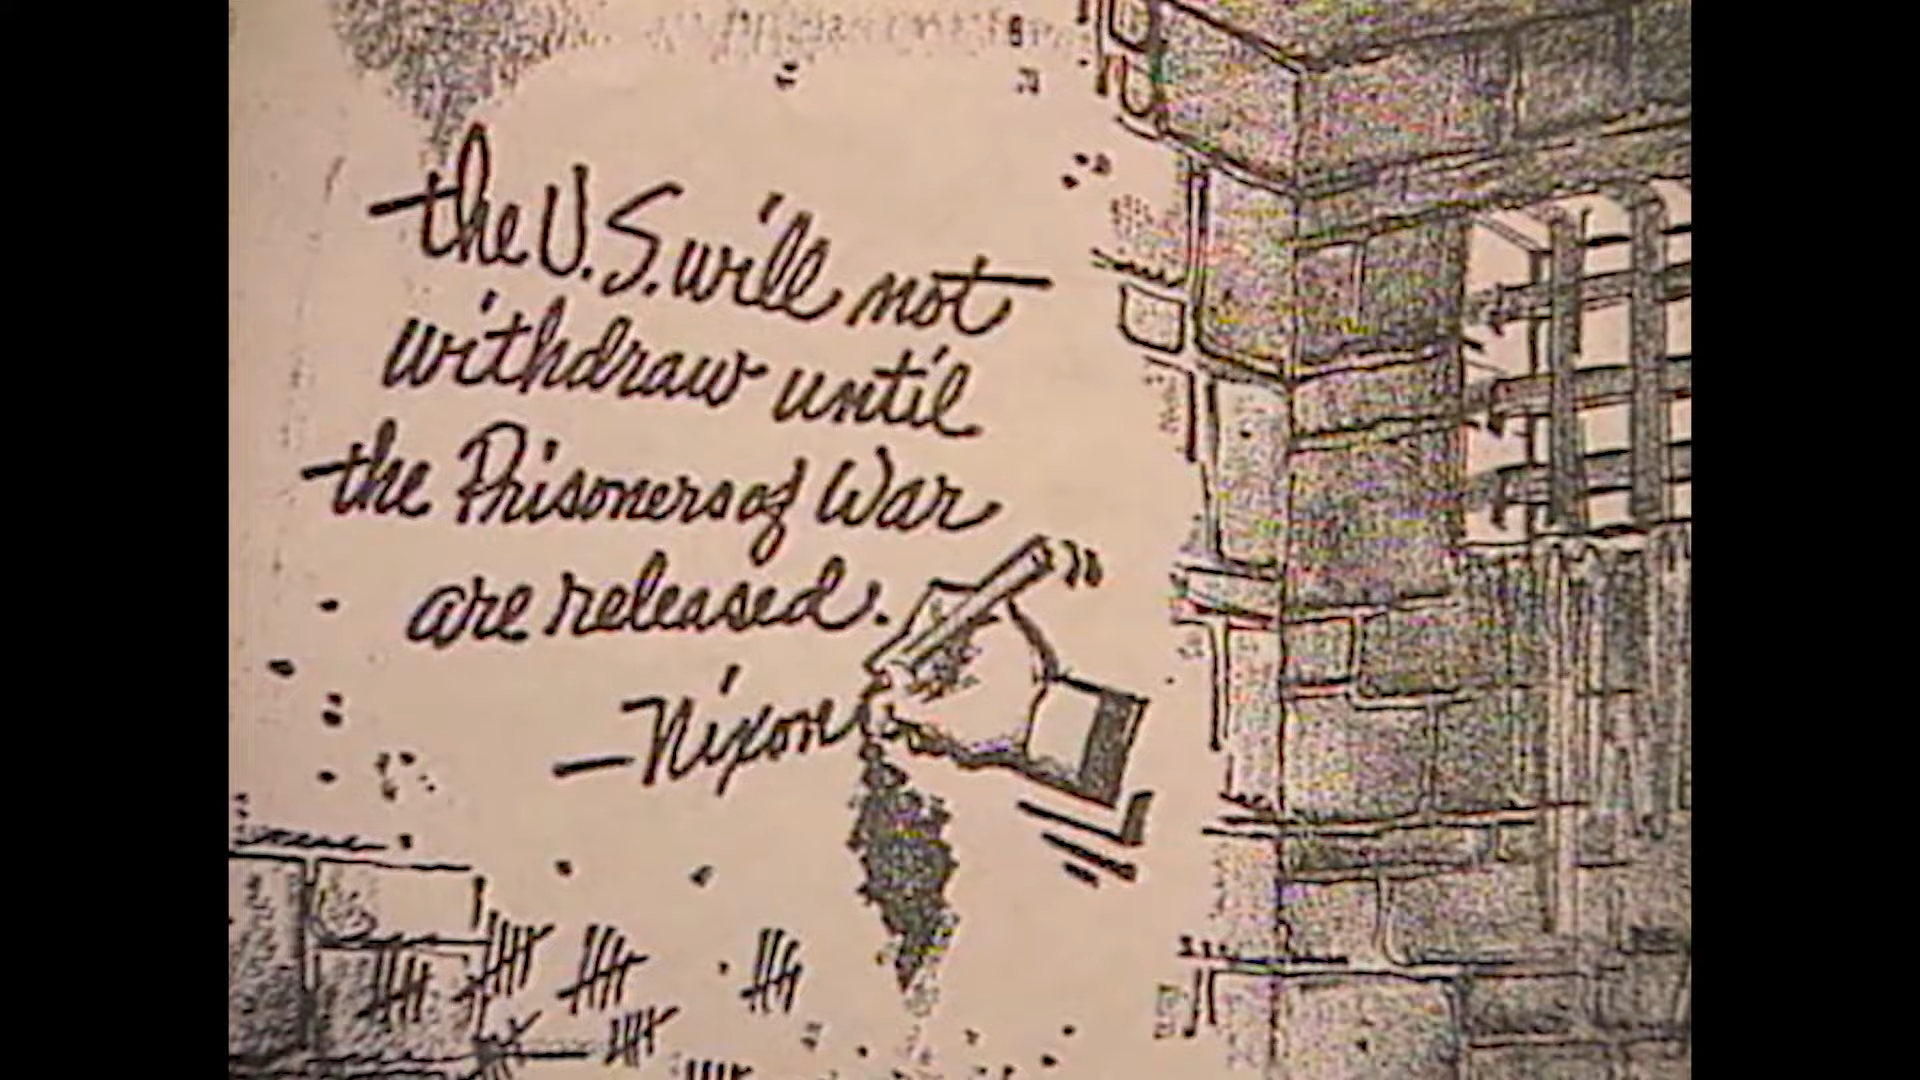 the U.S. will not
withdraw until
the Prisoners of War
are released.
—Nixon